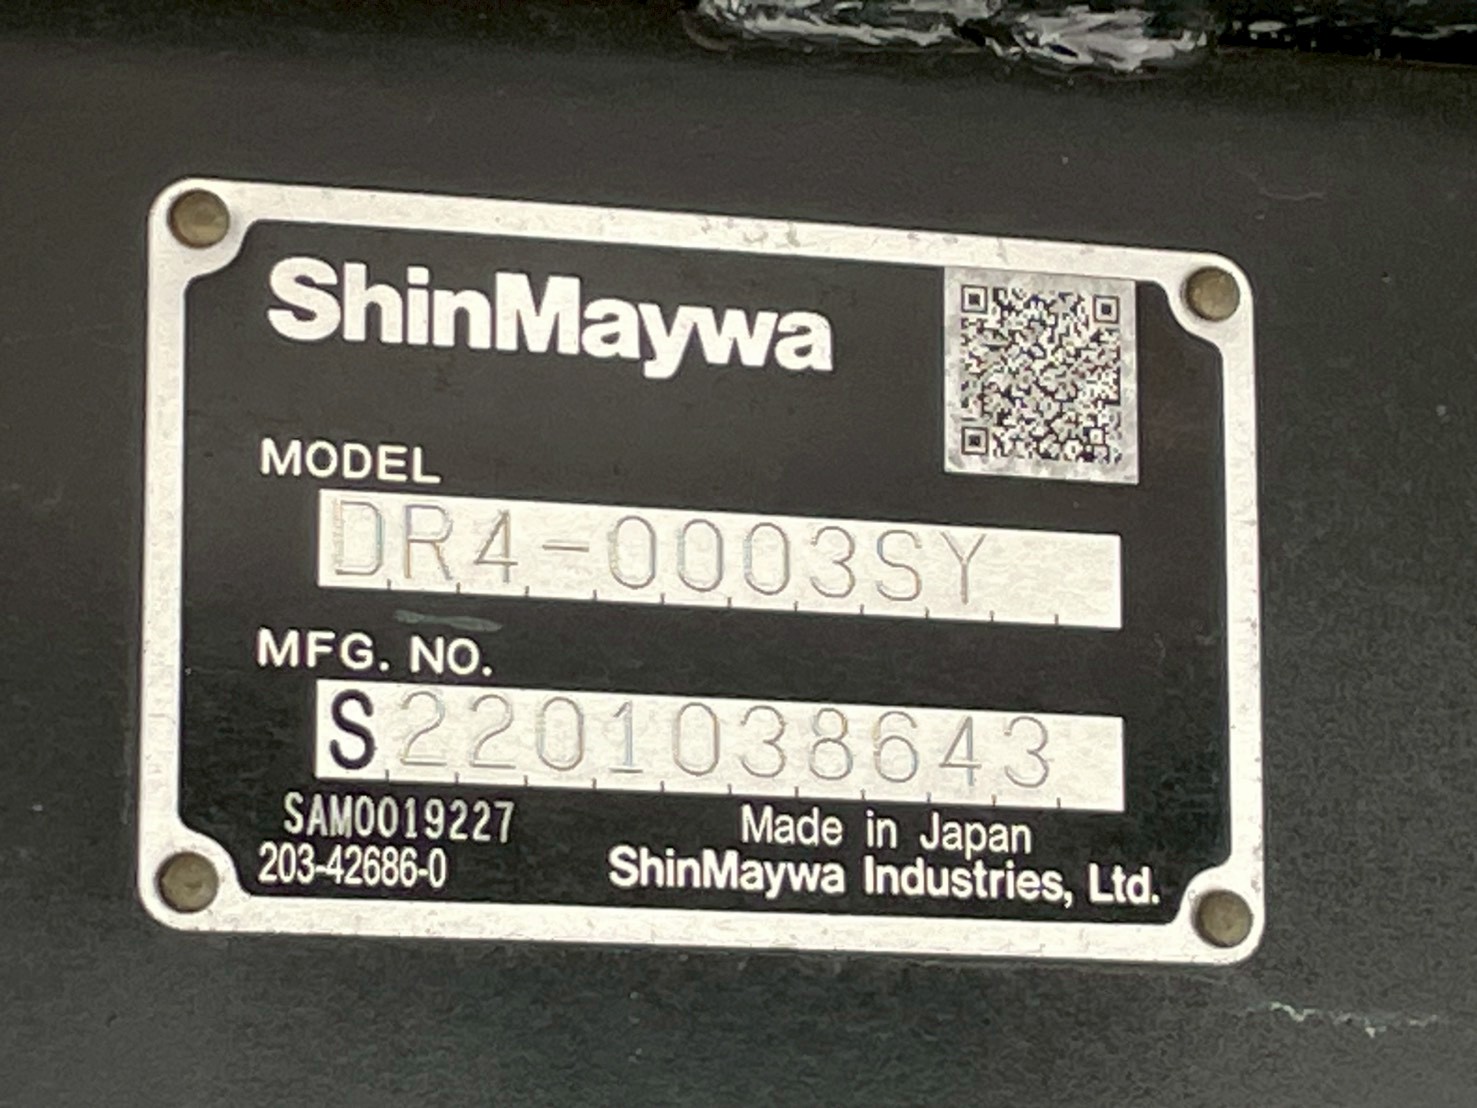 ShinMaywa
MODEL
DR4-0003SY
MFG. NO.
S2201038643
SAM0019227
203-42686-0
Made in Japan
ShinMaywa Industries, Ltd.